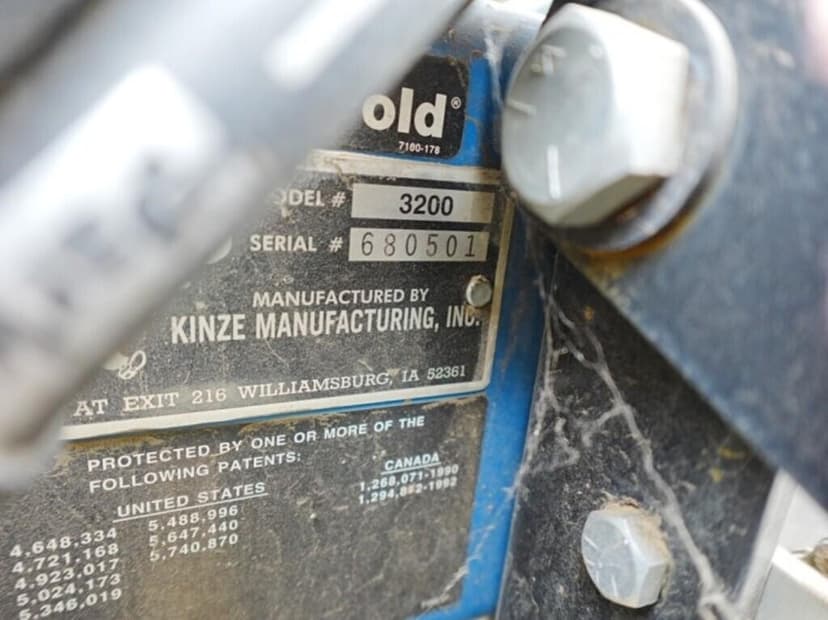 old®
7100-178
ODEL # 3200
SERIAL # 680501
MANUFACTURED BY
KINZE MANUFACTURING, INC.
AT EXIT 216 WILLIAMSBURG, IA 52361
PROTECTED BY ONE OR MORE OF THE
FOLLOWING PATENTS:
UNITED STATES
4,648,334
4,721,168
4,923,017
5,024,173
5,346,019
5,488,996
5,647,440
5,740,870
CANADA
1,268,071-1990
1,294,822-1992